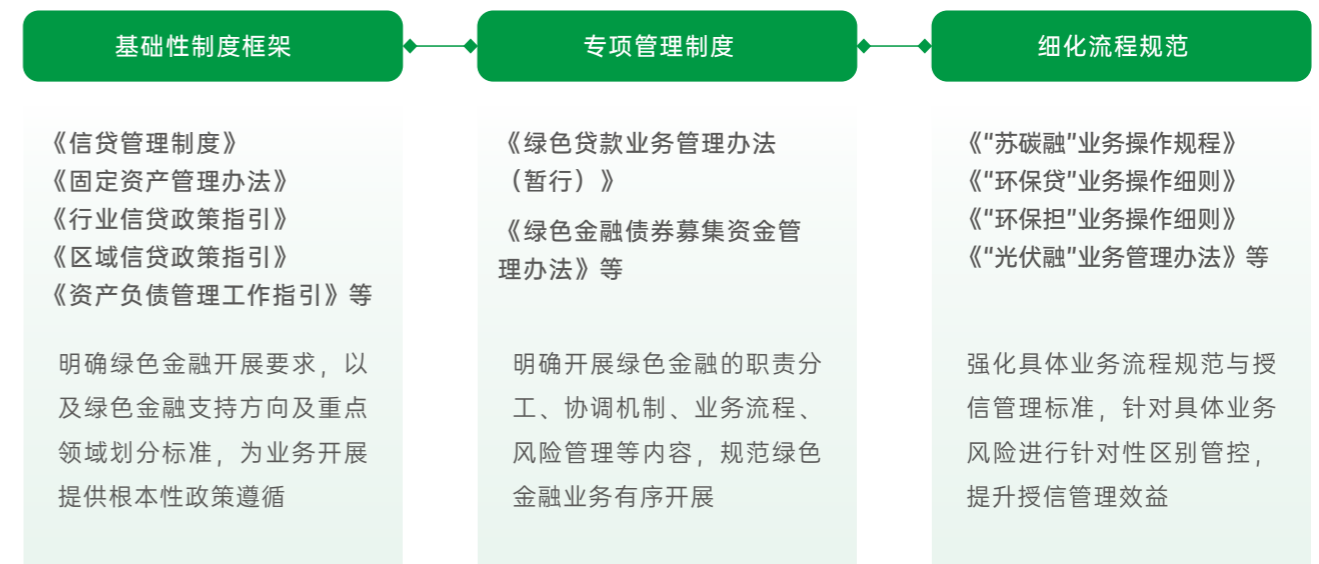 基础性制度框架
《信贷管理制度》
《固定资产管理办法》
《行业信贷政策指引》
《区域信贷政策指引》
《资产负债管理工作指引》等
明确绿色金融开展要求，以
及绿色金融支持方向及重点
领域划分标准，为业务开展
提供根本性政策遵循
专项管理制度
《绿色贷款业务管理办法
（暂行）》
《绿色金融债券募集资金管
理办法》等
明确开展绿色金融的职责分
工、协调机制、业务流程、
风险管理等内容，规范绿色
金融业务有序开展
细化流程规范
《“苏碳融”业务操作规程》
《“环保贷”业务操作细则》
《“环保担”业务操作细则》
《“光伏融”业务管理办法》等
强化具体业务流程规范与授
信管理标准，针对具体业务
风险进行针对性区别管控，
提升授信管理效益